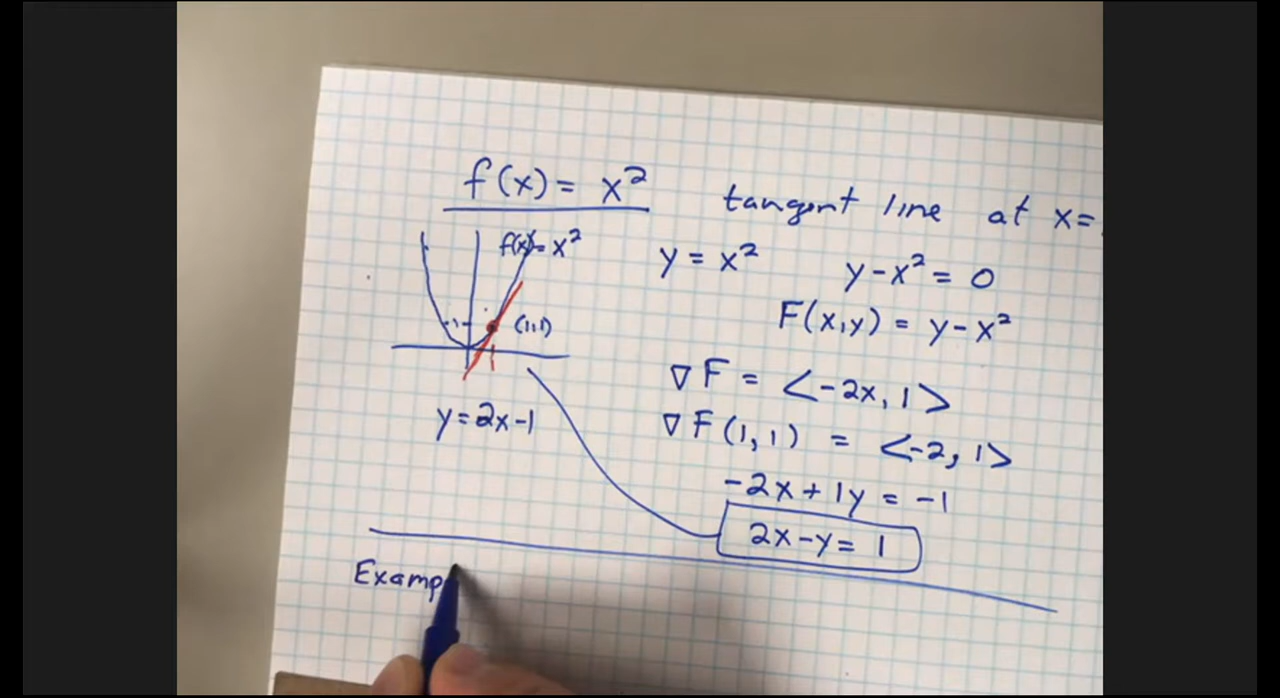 f(x) = x² tangent line at x=
f(x)= x² y = x² y-x² = 0
F(x,y) = y-x²
(1,1)
∇F = <-2x, 1>
y=2x-1 ∇F(1,1) = <-2, 1>
-2x+1y = -1
2x-y= 1
Examp